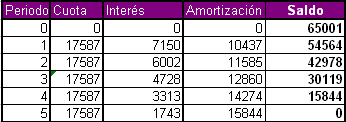 Periodo Cuota Interés Amortización Saldo
0 0 0 0 65001
1 17587 7150 10437 54564
2 17587 6002 11585 42978
3 17587 4728 12860 30119
4 17587 3313 14274 15844
5 17587 1743 15844 0